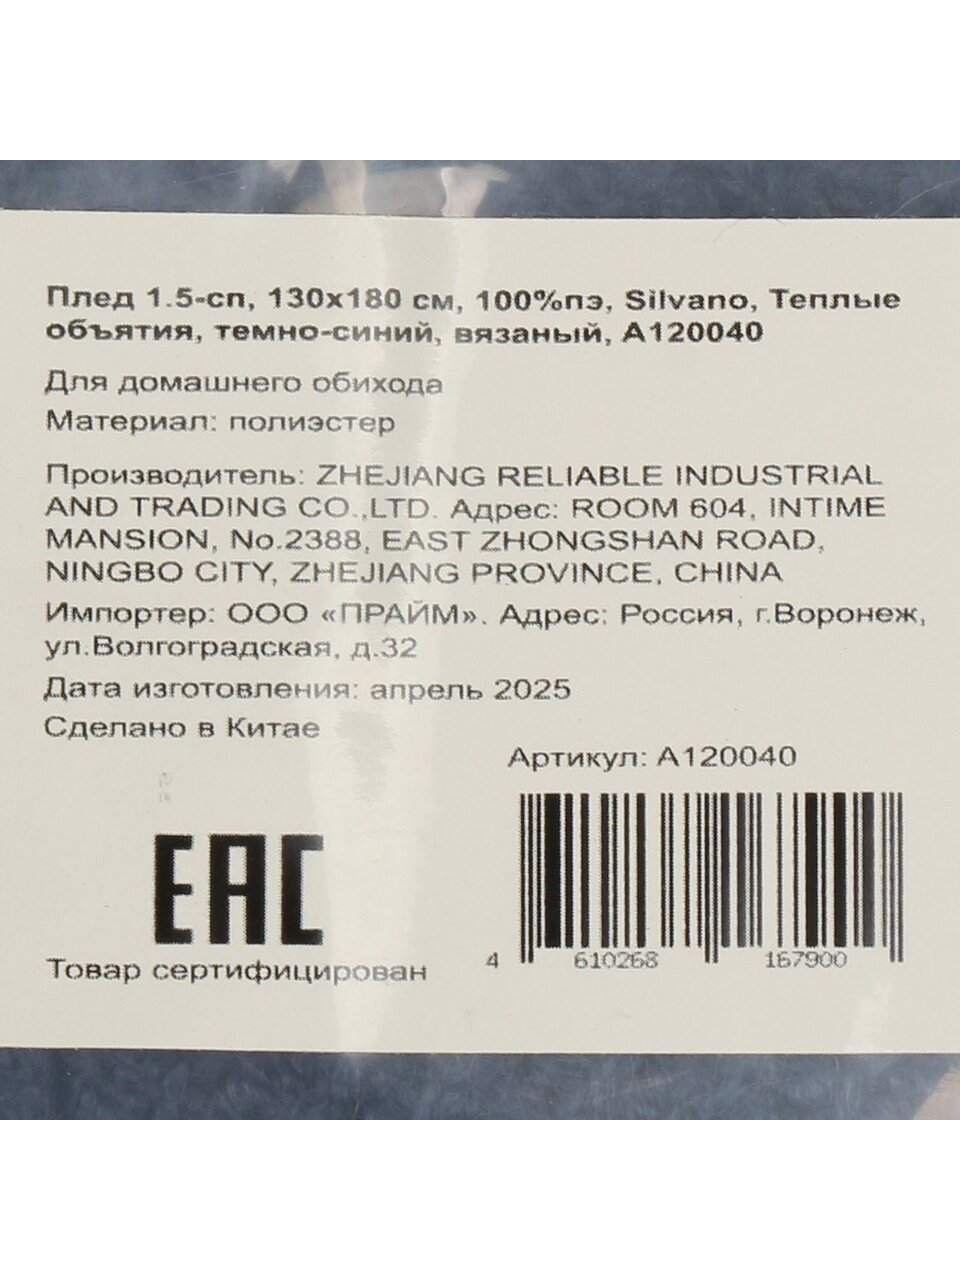 Плед 1.5-сп, 130х180 см, 100%пэ, Silvano, Теплые
объятия, темно-синий, вязаный, А120040
Для домашнего обихода
Материал: полиэстер
Производитель: ZHEJIANG RELIABLE INDUSTRIAL
AND TRADING CO.,LTD. Адрес: ROOM 604, INTIME
MANSION, No.2388, EAST ZHONGSHAN ROAD,
NINGBO CITY, ZHEJIANG PROVINCE, CHINA
Импортер: ООО «ПРАЙМ». Адрес: Россия, г.Воронеж,
ул.Волгоградская, д.32
Дата изготовления: апрель 2025
Сделано в Китае
Артикул: А120040
EAC
Товар сертифицирован
4 610268 167900